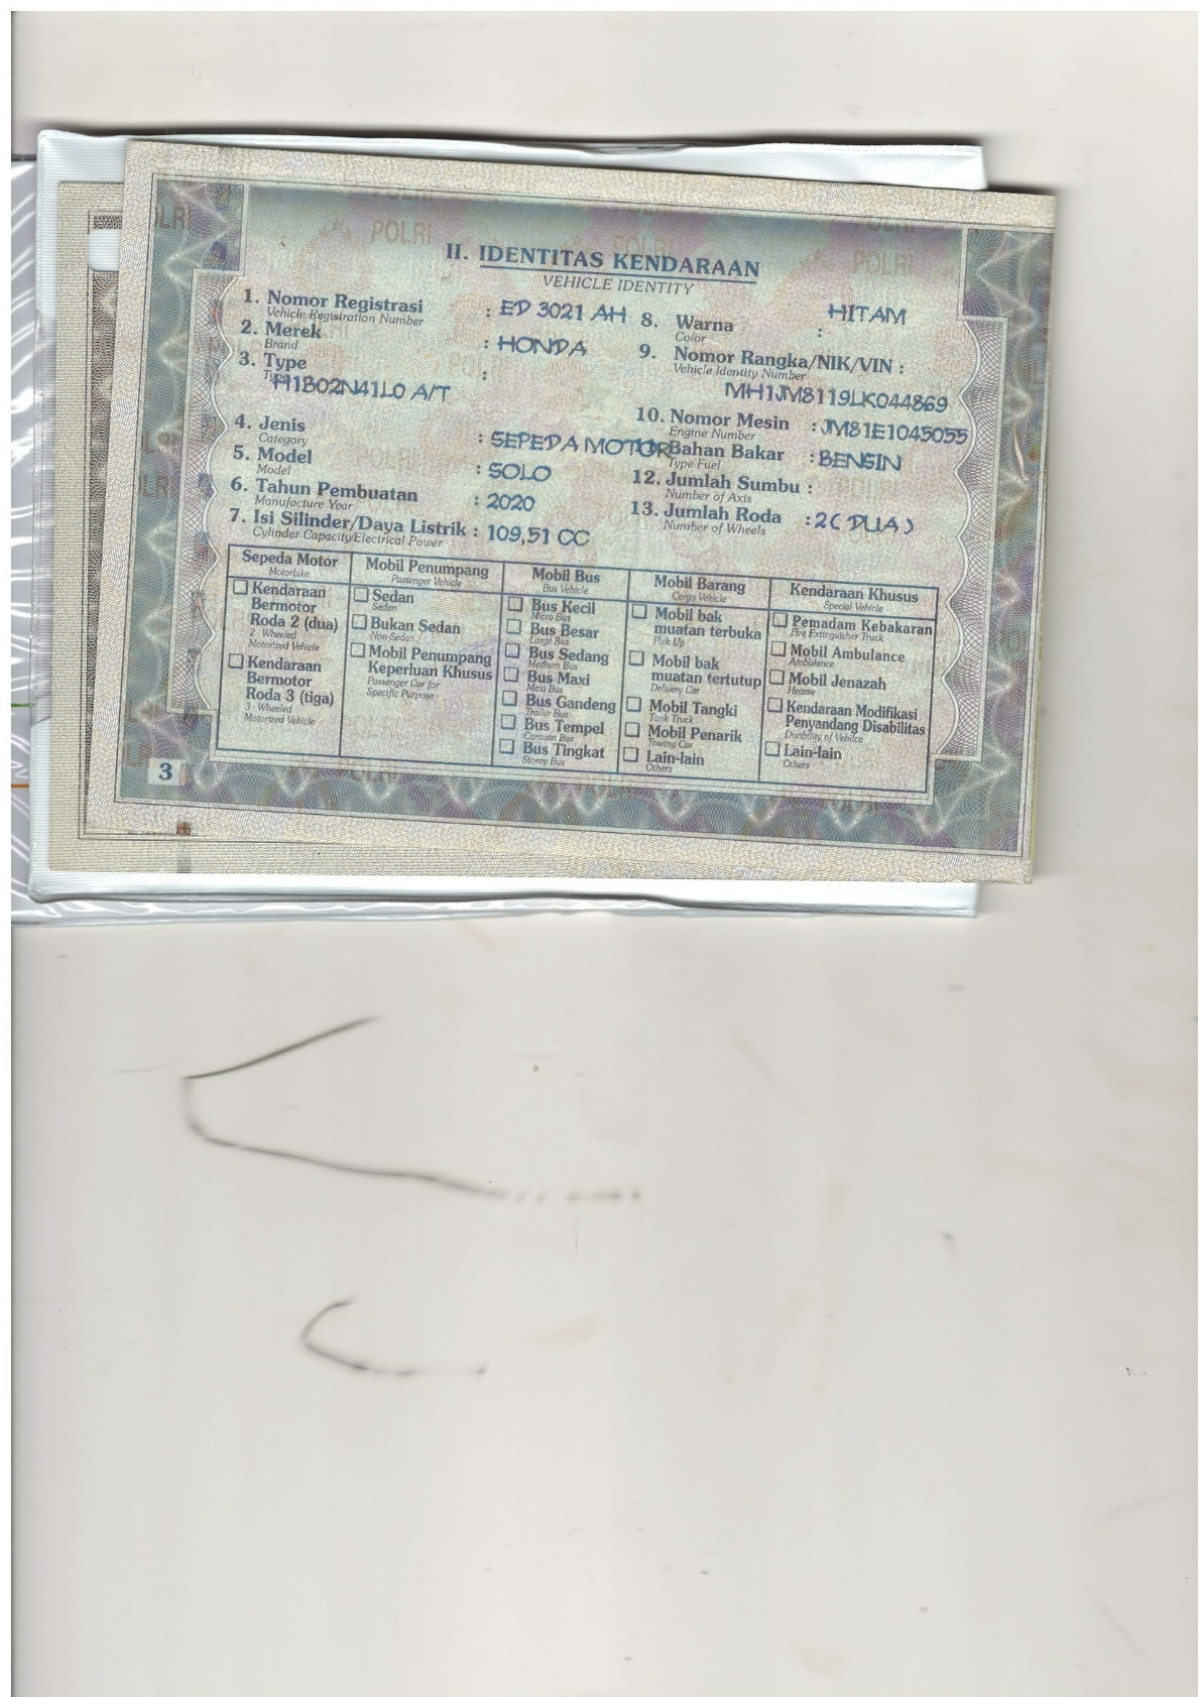 II. IDENTITAS KENDARAAN
VEHICLE IDENTITY
1. Nomor Registrasi : ED 3021 AH
Vehicle Registration Number
2. Merek : HONDA
Brand
3. Type :
H1B02N41L0 A/T
4. Jenis : SEPEDA MOTOR
Category
5. Model : SOLO
Model
6. Tahun Pembuatan : 2020
Manufacture Year
7. Isi Silinder/Daya Listrik : 109,51 CC
Cylinder Capacity/Electrical Power
8. Warna : HITAM
Color
9. Nomor Rangka/NIK/VIN :
Vehicle Identity Number
MH1JM8119LK044869
10. Nomor Mesin : JM81E1045055
Engine Number
Bahan Bakar : BENSIN
Type Fuel
12. Jumlah Sumbu :
Number of Axis
13. Jumlah Roda : 2( DUA )
Number of Wheels
Sepeda Motor
Motorbike
Kendaraan
Bermotor
Roda 2 (dua)
2 - Wheeled
Motorized Vehicle
Kendaraan
Bermotor
Roda 3 (tiga)
3 - Wheeled
Motorized Vehicle
Mobil Penumpang
Passenger Vehicle
Sedan
Sedan
Bukan Sedan
Non-Sedan
Mobil Penumpang
Keperluan Khusus
Passenger Car for
Specific Purpose
Mobil Bus
Bus Vehicle
Bus Kecil
Micro Bus
Bus Besar
Large Bus
Bus Sedang
Medium Bus
Bus Maxi
Maxi Bus
Bus Gandeng
Trailer Bus
Bus Tempel
Caravan Bus
Bus Tingkat
Storey Bus
Mobil Barang
Cargo Vehicle
Mobil bak
muatan terbuka
Pick Up
Mobil bak
muatan tertutup
Delivery Car
Mobil Tangki
Tank Truck
Mobil Penarik
Towing Car
Lain-lain
Others
Kendaraan Khusus
Special Vehicle
Pemadam Kebakaran
Fire Extinguisher Truck
Mobil Ambulance
Ambulance
Mobil Jenazah
Hearse
Kendaraan Modifikasi
Penyandang Disabilitas
Disability of Vehilce
Lain-lain
Others
3
POLRI
POLRI